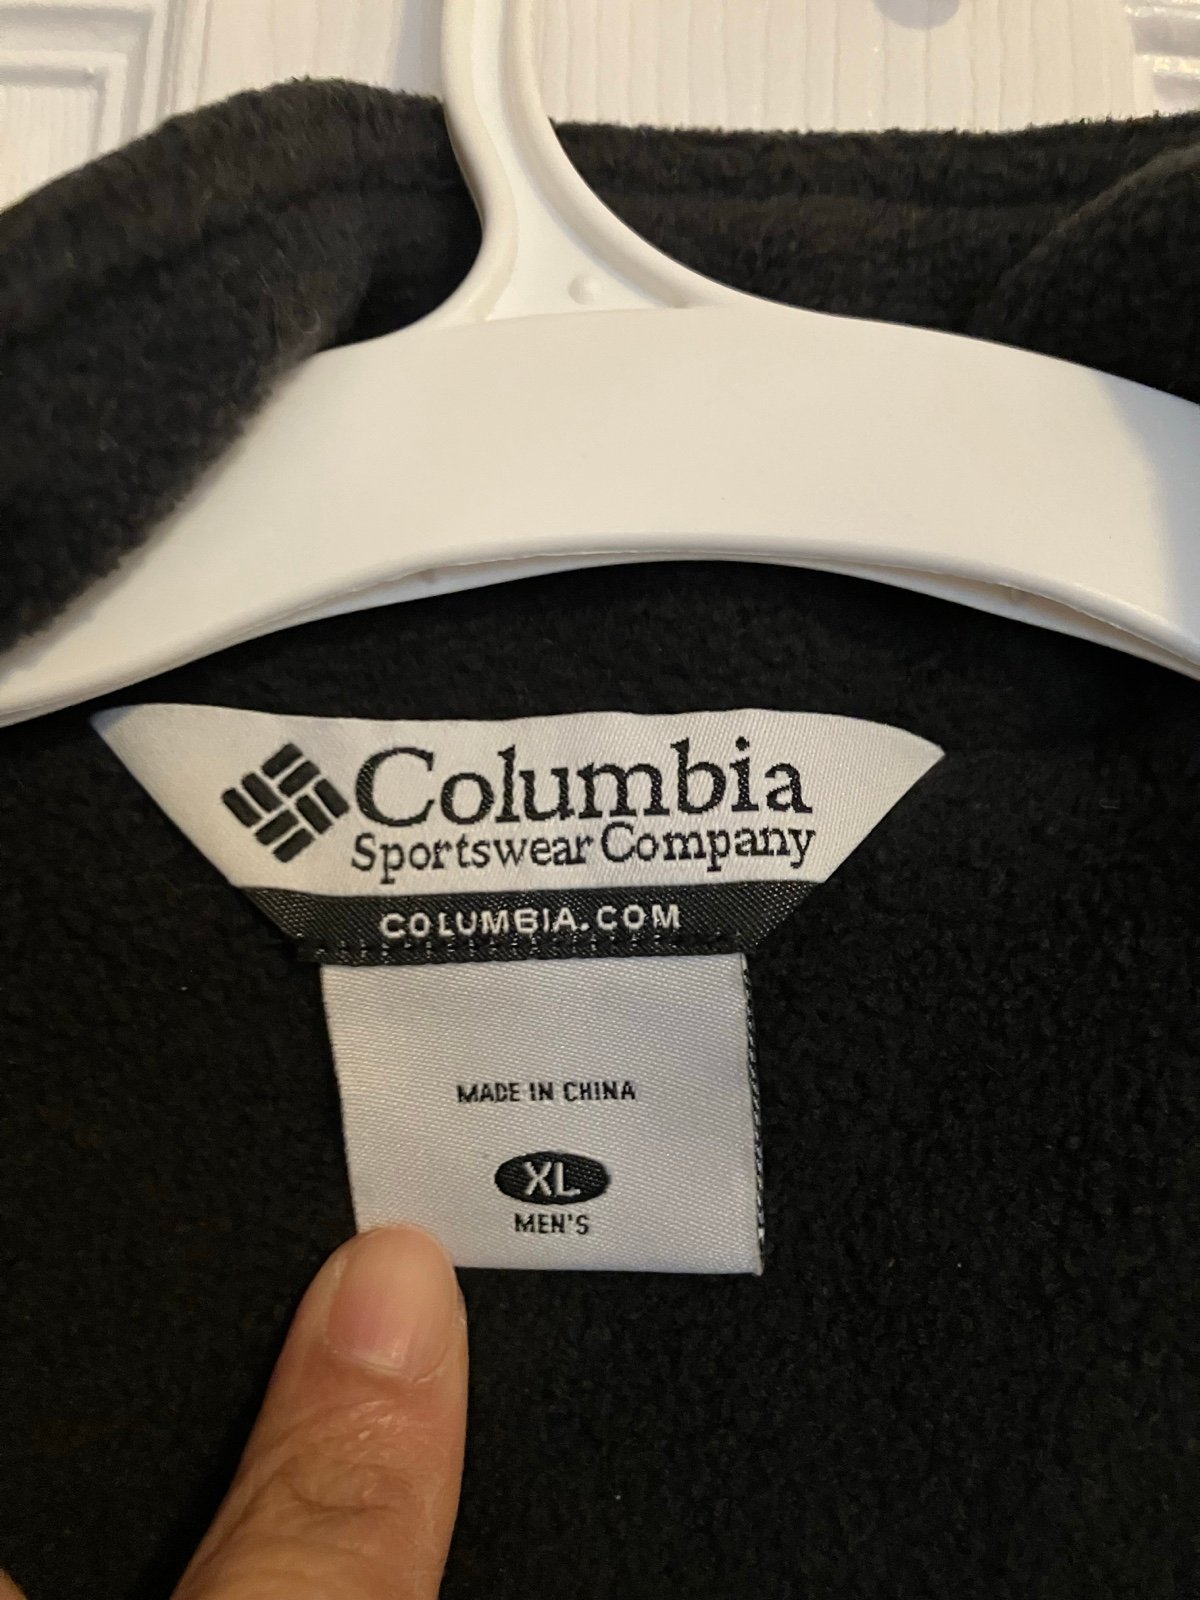 Columbia
Sportswear Company
COLUMBIA.COM
MADE IN CHINA
XL
MEN'S